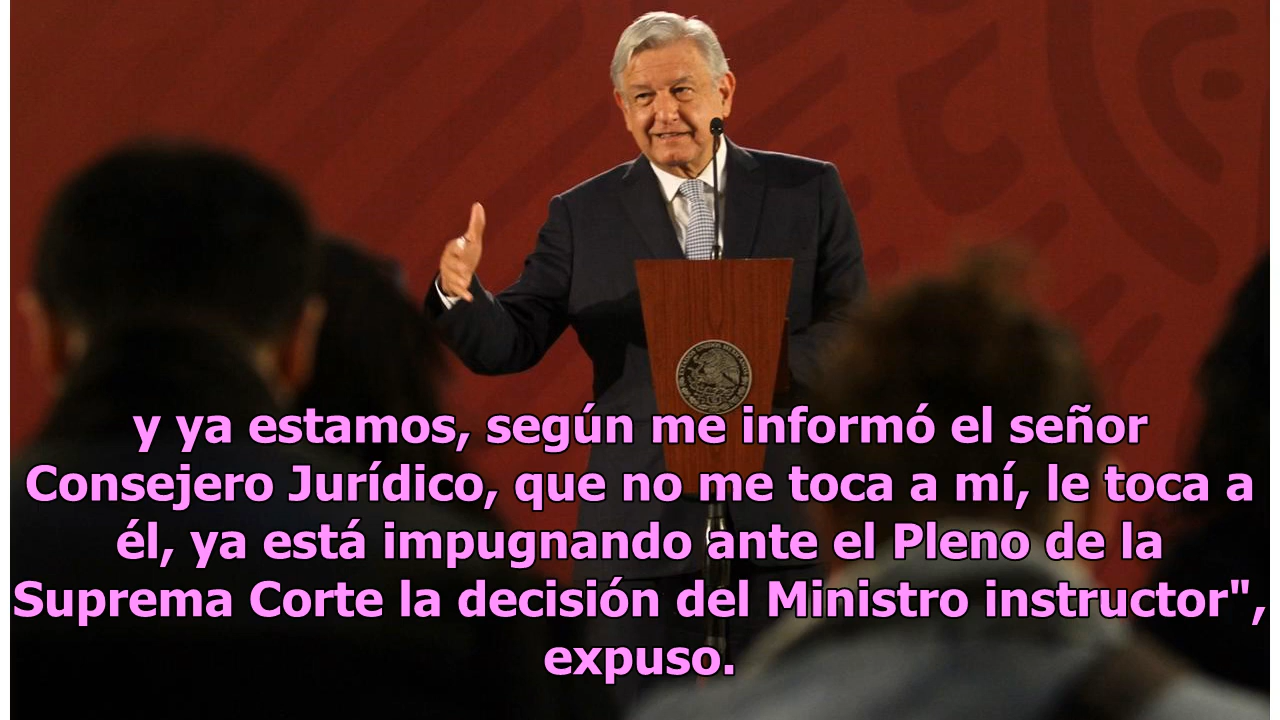 y ya estamos, según me informó el señor
Consejero Jurídico, que no me toca a mí, le toca a
él, ya está impugnando ante el Pleno de la
Suprema Corte la decisión del Ministro instructor",
expuso.